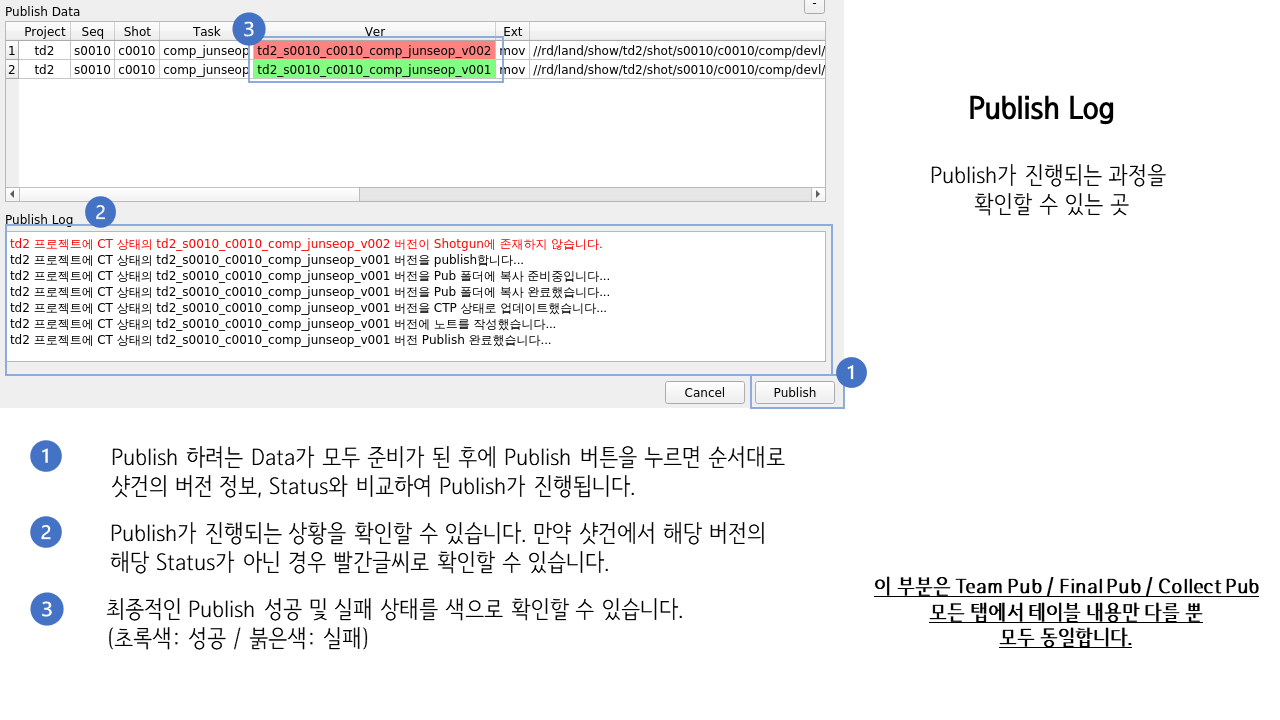 Publish Data
-
Project Seq Shot Task 3 Ver Ext
1 td2 s0010 c0010 comp_junseop td2_s0010_c0010_comp_junseop_v002 mov //rd/land/show/td2/shot/s0010/c0010/comp/devl/
2 td2 s0010 c0010 comp_junseop td2_s0010_c0010_comp_junseop_v001 mov //rd/land/show/td2/shot/s0010/c0010/comp/devl/
Publish Log 2
td2 프로젝트에 CT 상태의 td2_s0010_c0010_comp_junseop_v002 버전이 Shotgun에 존재하지 않습니다.
td2 프로젝트에 CT 상태의 td2_s0010_c0010_comp_junseop_v001 버전을 publish합니다...
td2 프로젝트에 CT 상태의 td2_s0010_c0010_comp_junseop_v001 버전을 Pub 폴더에 복사 준비중입니다...
td2 프로젝트에 CT 상태의 td2_s0010_c0010_comp_junseop_v001 버전을 Pub 폴더에 복사 완료했습니다...
td2 프로젝트에 CT 상태의 td2_s0010_c0010_comp_junseop_v001 버전을 CTP 상태로 업데이트했습니다...
td2 프로젝트에 CT 상태의 td2_s0010_c0010_comp_junseop_v001 버전에 노트를 작성했습니다...
td2 프로젝트에 CT 상태의 td2_s0010_c0010_comp_junseop_v001 버전 Publish 완료했습니다...
1
Cancel Publish
Publish Log
Publish가 진행되는 과정을
확인할 수 있는 곳
1 Publish 하려는 Data가 모두 준비가 된 후에 Publish 버튼을 누르면 순서대로
샷건의 버전 정보, Status와 비교하여 Publish가 진행됩니다.
2 Publish가 진행되는 상황을 확인할 수 있습니다. 만약 샷건에서 해당 버전의
해당 Status가 아닌 경우 빨간글씨로 확인할 수 있습니다.
3 최종적인 Publish 성공 및 실패 상태를 색으로 확인할 수 있습니다.
(초록색: 성공 / 붉은색: 실패)
이 부분은 Team Pub / Final Pub / Collect Pub
모든 탭에서 테이블 내용만 다를 뿐
모두 동일합니다.